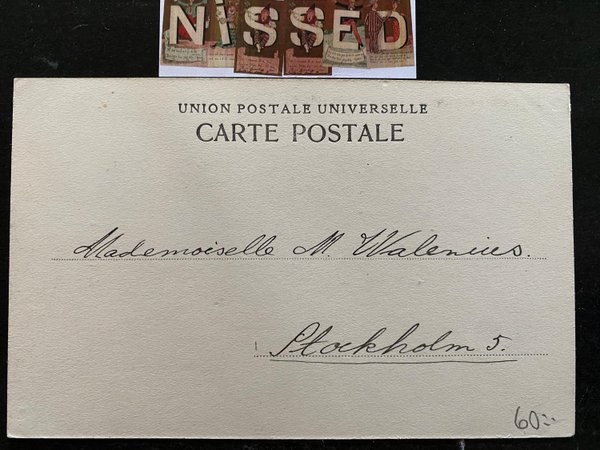 NISSED
UNION POSTALE UNIVERSELLE
CARTE POSTALE
Mademoiselle M. Walenius.
Stockholm 5.
60:-